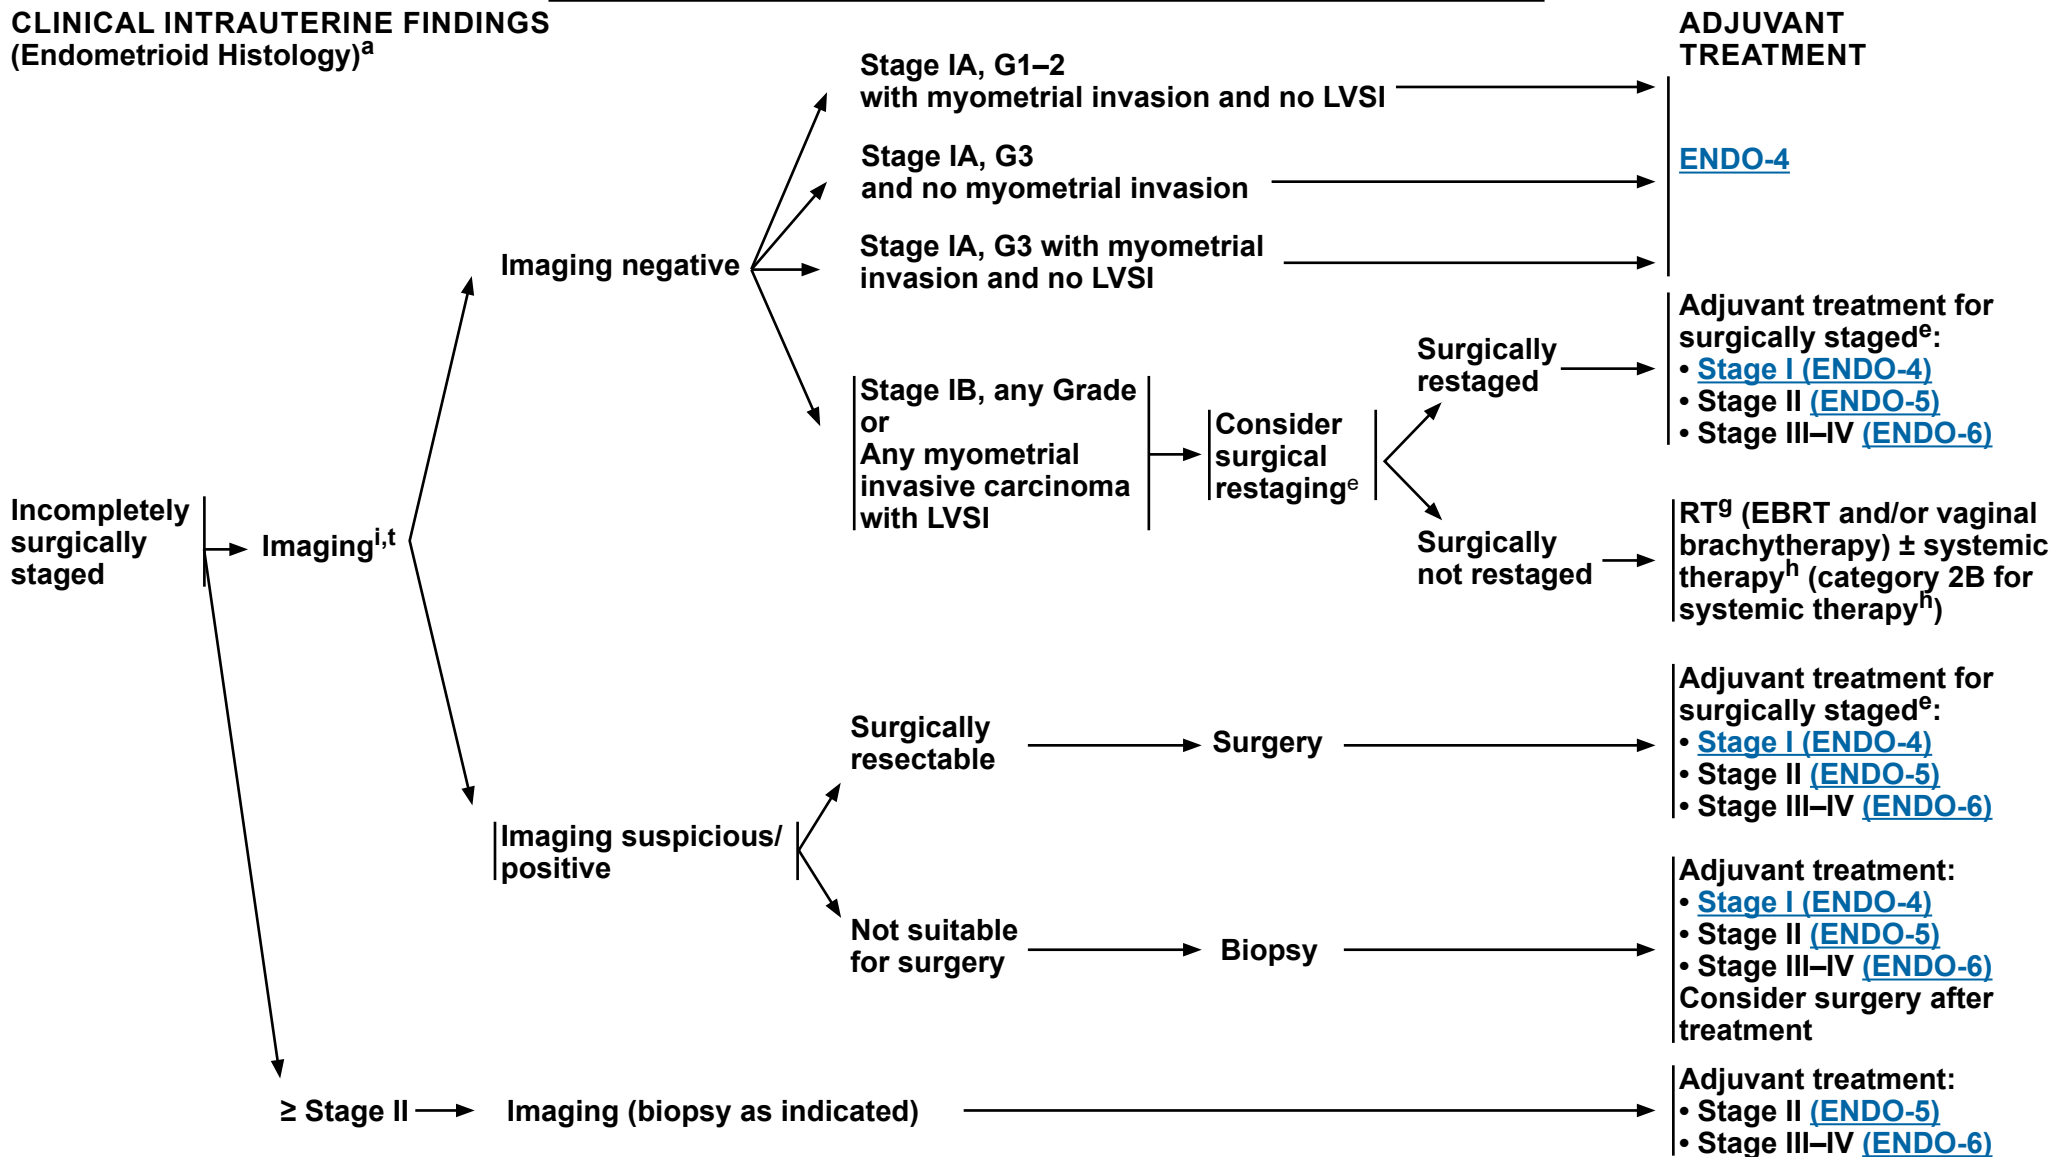 CLINICAL INTRAUTERINE FINDINGS
(Endometrioid Histology)a
ADJUVANT
TREATMENT
Stage IA, G1–2
with myometrial invasion and no LVSI
Stage IA, G3
and no myometrial invasion
ENDO-4
Imaging negative
Stage IA, G3 with myometrial
invasion and no LVSI
Stage IB, any Grade
or
Any myometrial
invasive carcinoma
with LVSI
Consider
surgical
restaginge
Surgically
restaged
Adjuvant treatment for
surgically stagede:
• Stage I (ENDO-4)
• Stage II (ENDO-5)
• Stage III–IV (ENDO-6)
Surgically
not restaged
RTg (EBRT and/or vaginal
brachytherapy) ± systemic
therapyh (category 2B for
systemic therapyh)
Incompletely
surgically
staged
Imagingi,t
Imaging suspicious/
positive
Surgically
resectable
Surgery
Adjuvant treatment for
surgically stagede:
• Stage I (ENDO-4)
• Stage II (ENDO-5)
• Stage III–IV (ENDO-6)
Not suitable
for surgery
Biopsy
Adjuvant treatment:
• Stage I (ENDO-4)
• Stage II (ENDO-5)
• Stage III–IV (ENDO-6)
Consider surgery after
treatment
≥ Stage II
Imaging (biopsy as indicated)
Adjuvant treatment:
• Stage II (ENDO-5)
• Stage III–IV (ENDO-6)